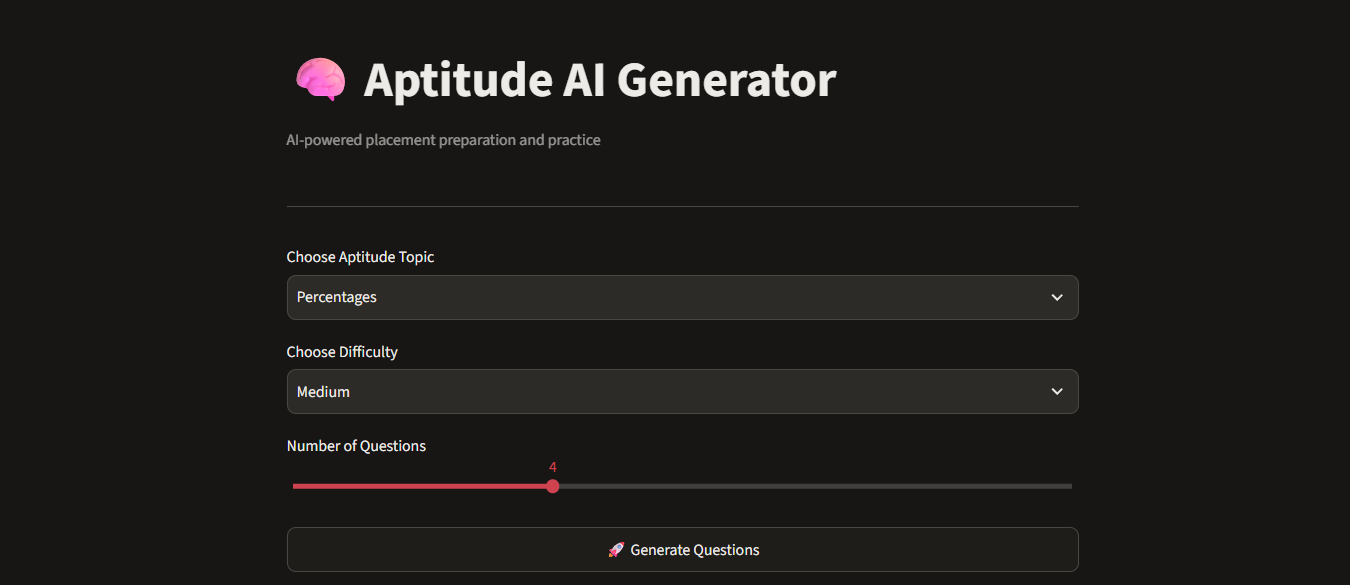 🧠 Aptitude AI Generator
AI-powered placement preparation and practice
Choose Aptitude Topic
Percentages
Choose Difficulty
Medium
Number of Questions
4
🚀 Generate Questions